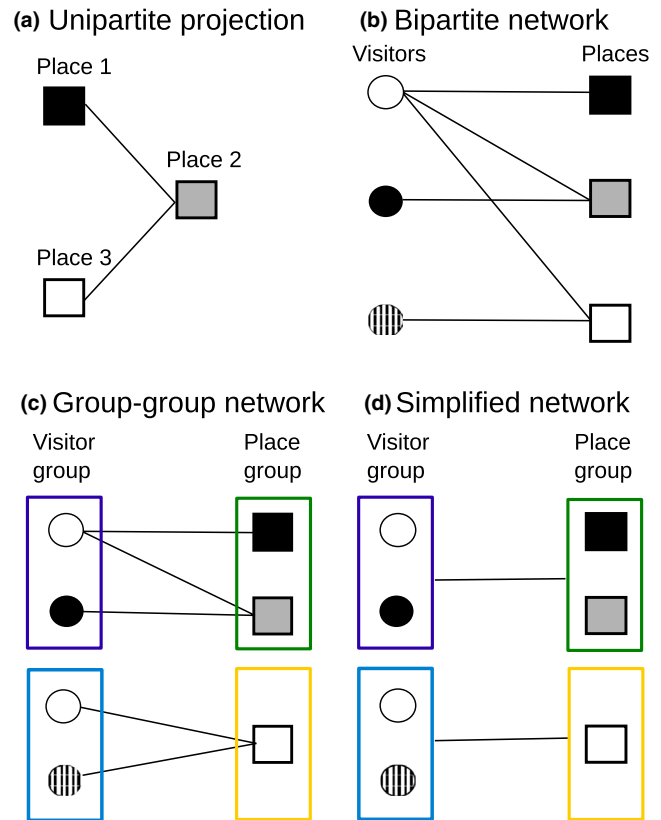 (a) Unipartite projection
Place 1
Place 2
Place 3
(b) Bipartite network
Visitors
Places
(c) Group-group network
Visitor
group
Place
group
(d) Simplified network
Visitor
group
Place
group